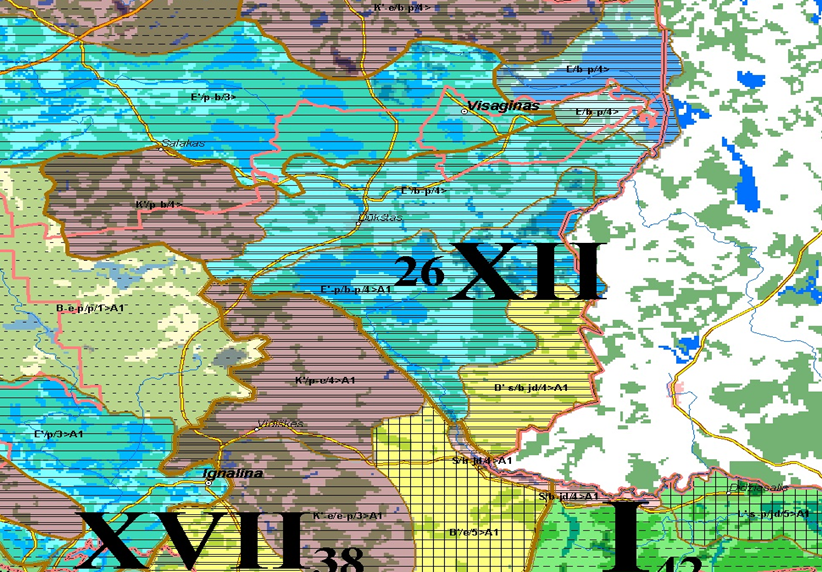 K'-e/b-p/4>
E/b-p/4>
E'/p-b/3>
Visaginas
E/b-p/4>
Salakas
E'/b-p/4>
K'/p-b/4>
Dūkštas
26 XII
E'-p/b-p/4>A1
B-e-p/p/1>A1
K'/p-e/4>A1
B'-s/b-jd/4>A1
Vidiškės
E'/p/3>A1
S/b-jd/4>A1
Ignalina
S/b-jd/4>A1
L'-s-p/jd/5>A1
K'-e/e-p/3>A1
B'/e/5>A1
XVII 38
I 42